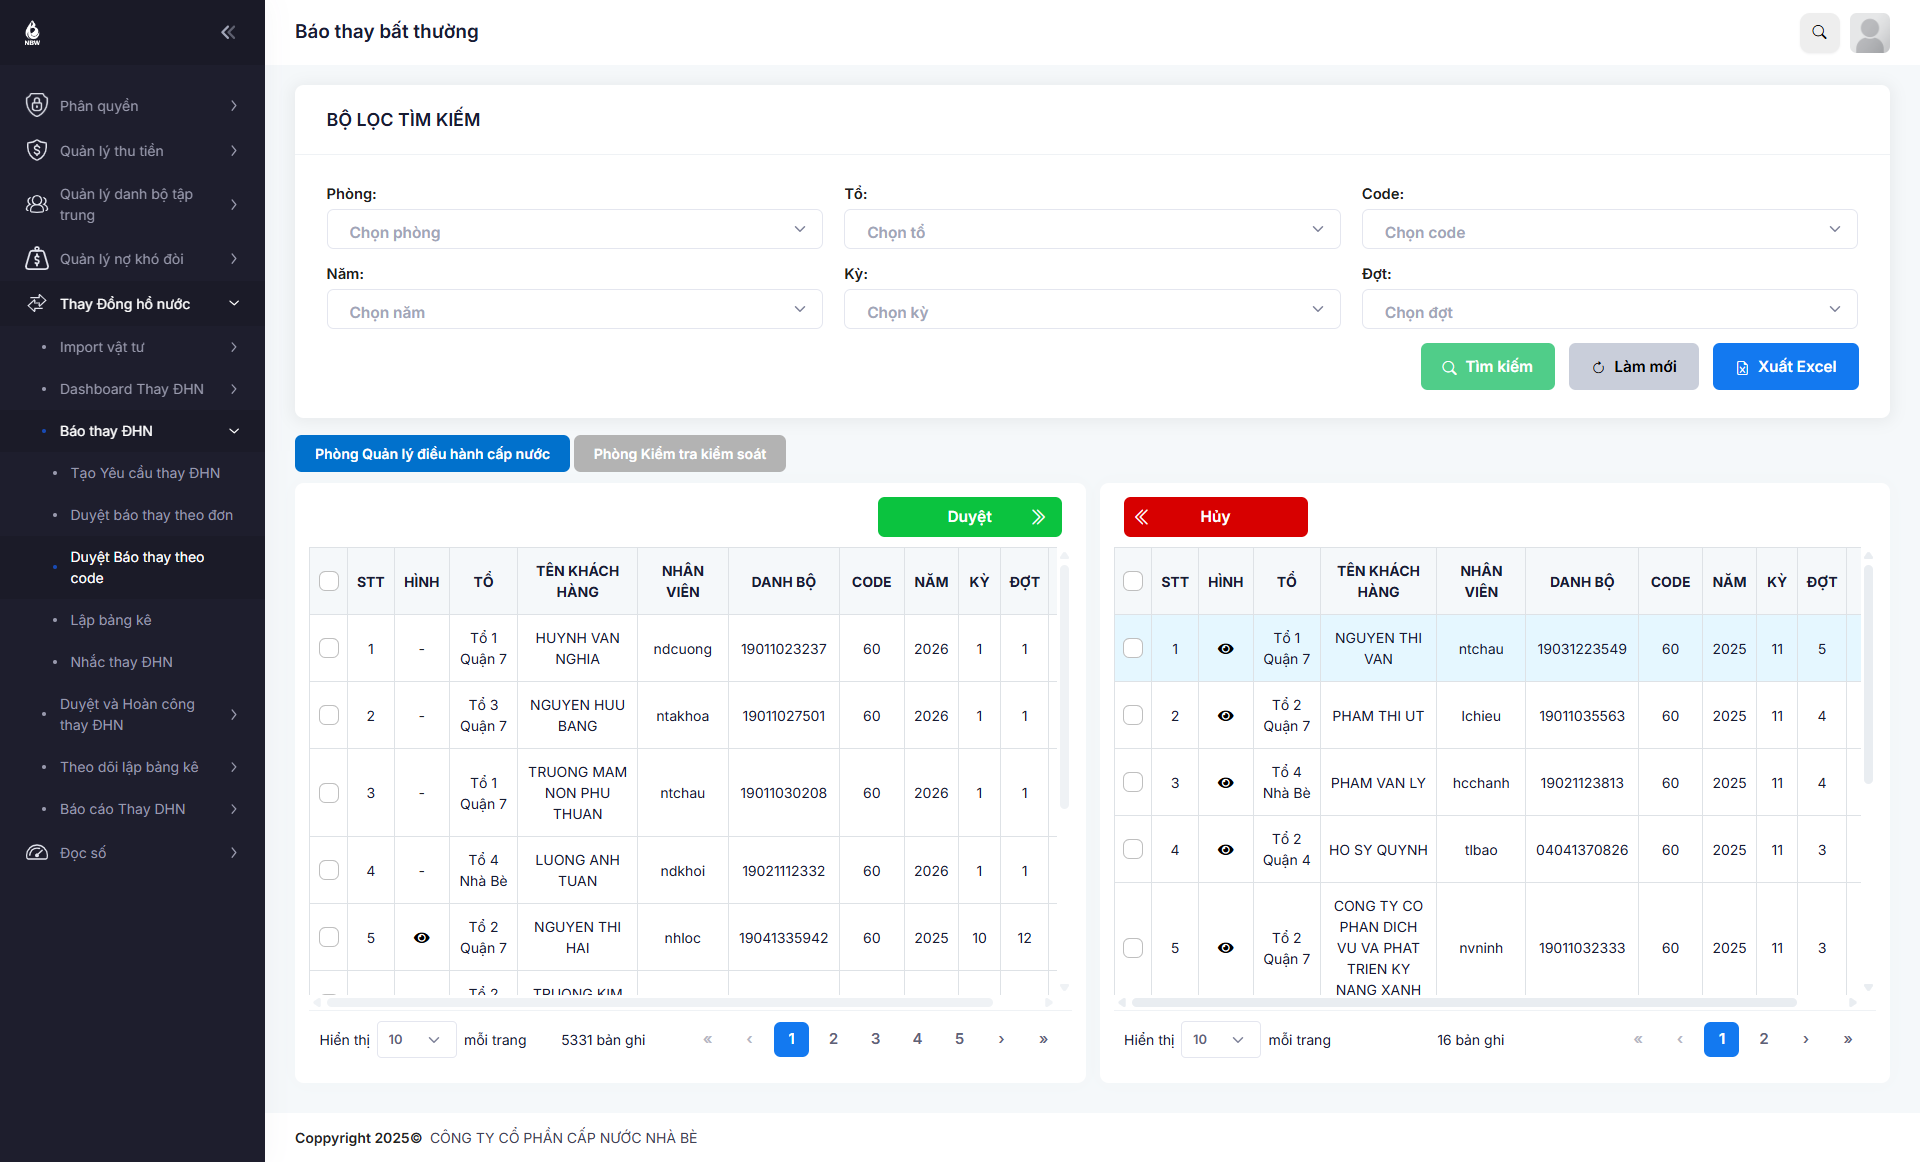 NBW
Báo thay bất thường
Phân quyền
Quản lý thu tiền
Quản lý danh bộ tập
trung
Quản lý nợ khó đòi
Thay Đồng hồ nước
Import vật tư
Dashboard Thay ĐHN
Báo thay ĐHN
Tạo Yêu cầu thay ĐHN
Duyệt báo thay theo đơn
Duyệt Báo thay theo
code
Lập bảng kê
Nhắc thay ĐHN
Duyệt và Hoàn công
thay ĐHN
Theo dõi lập bảng kê
Báo cáo Thay DHN
Đọc số
BỘ LỌC TÌM KIẾM
Phòng: Tổ: Code:
Chọn phòng Chọn tổ Chọn code
Năm: Kỳ: Đợt:
Chọn năm Chọn kỳ Chọn đợt
Tìm kiếm Làm mới Xuất Excel
Phòng Quản lý điều hành cấp nước Phòng Kiểm tra kiểm soát
Duyệt
STT HÌNH TỔ TÊN KHÁCH HÀNG NHÂN VIÊN DANH BỘ CODE NĂM KỲ ĐỢT
1 - Tổ 1 Quận 7 HUYNH VAN NGHIA ndcuong 19011023237 60 2026 1 1
2 - Tổ 3 Quận 7 NGUYEN HUU BANG ntakhoa 19011027501 60 2026 1 1
3 - Tổ 1 Quận 7 TRUONG MAM NON PHU THUAN ntchau 19011030208 60 2026 1 1
4 - Tổ 4 Nhà Bè LUONG ANH TUAN ndkhoi 19021112332 60 2026 1 1
5 Tổ 2 Quận 7 NGUYEN THI HAI nhloc 19041335942 60 2025 10 12
Tổ 2 TRUONG KIM
Hiển thị 10 mỗi trang 5331 bản ghi « ‹ 1 2 3 4 5 › »
Hủy
STT HÌNH TỔ TÊN KHÁCH HÀNG NHÂN VIÊN DANH BỘ CODE NĂM KỲ ĐỢT
1 Tổ 1 Quận 7 NGUYEN THI VAN ntchau 19031223549 60 2025 11 5
2 Tổ 2 Quận 7 PHAM THI UT lchieu 19011035563 60 2025 11 4
3 Tổ 4 Nhà Bè PHAM VAN LY hcchanh 19021123813 60 2025 11 4
4 Tổ 2 Quận 4 HO SY QUYNH tlbao 04041370826 60 2025 11 3
5 Tổ 2 Quận 7 CONG TY CO PHAN DICH VU VA PHAT TRIEN KY NANG XANH nvninh 19011032333 60 2025 11 3
Hiển thị 10 mỗi trang 16 bản ghi « ‹ 1 2 › »
Coppyright 2025© CÔNG TY CỔ PHẦN CẤP NƯỚC NHÀ BÈ